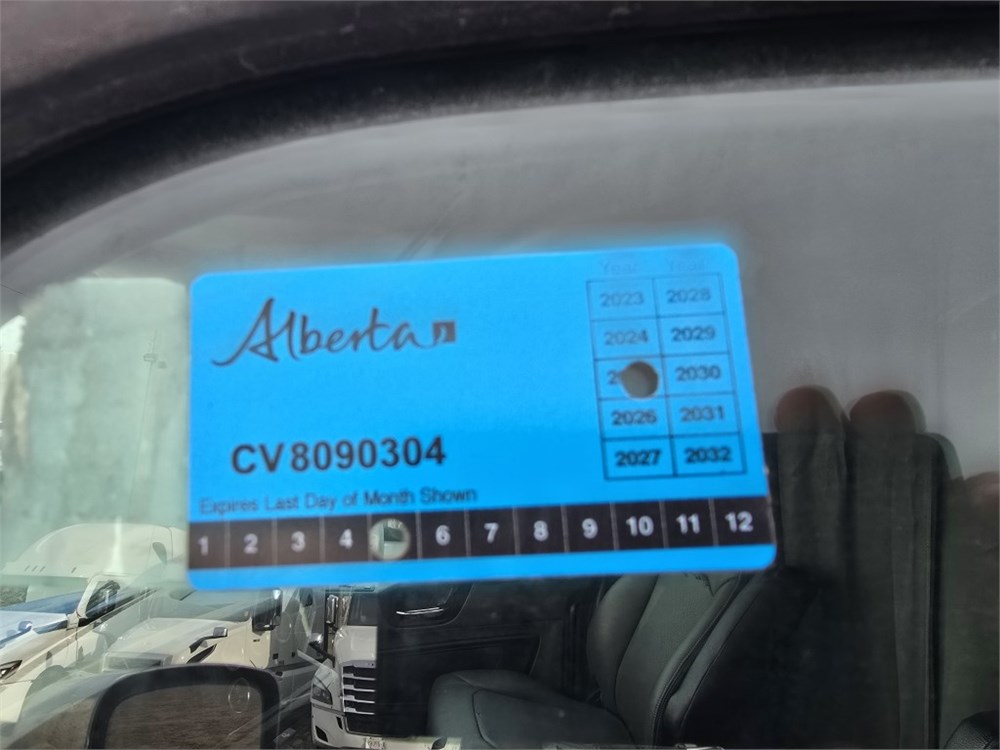 Alberta
Year Year
2023 2028
2024 2029
2030
2026 2031
2027 2032
CV8090304
Expires Last Day of Month Shown
1 2 3 4 6 7 8 9 10 11 12